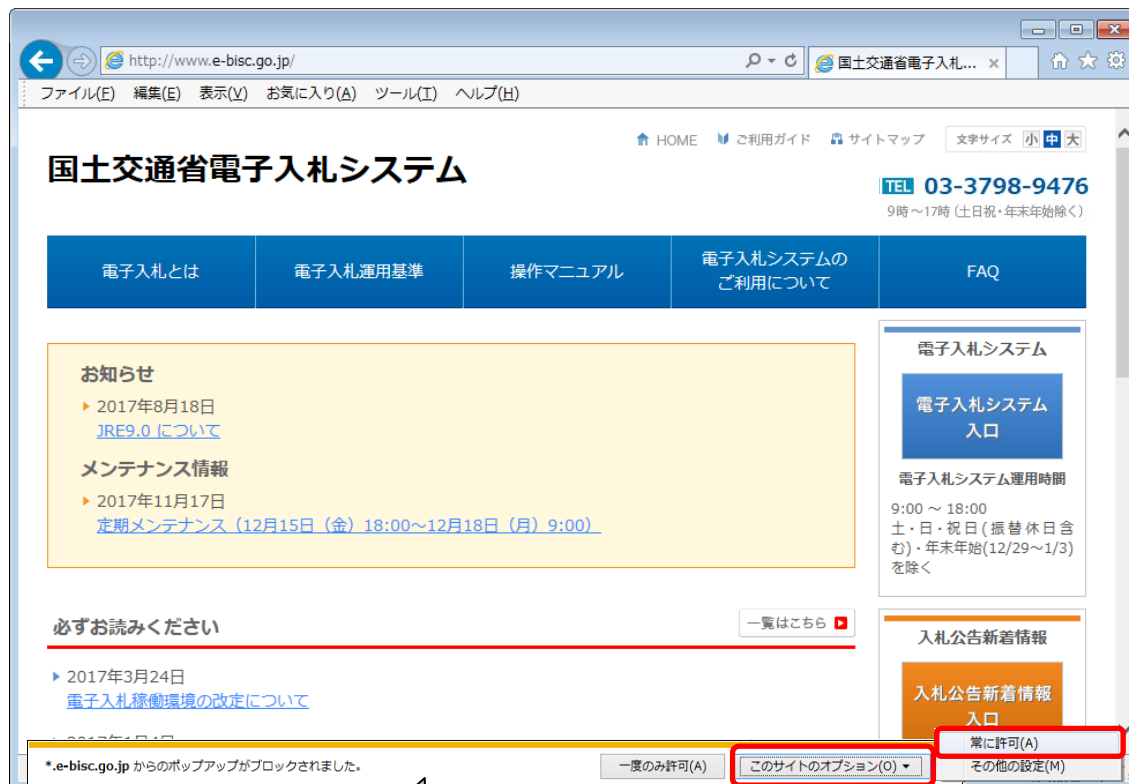 http://www.e-bisc.go.jp/
国土交通省電子入札...
ファイル(F) 編集(E) 表示(V) お気に入り(A) ツール(T) ヘルプ(H)
HOME ご利用ガイド サイトマップ 文字サイズ 小 中 大
国土交通省電子入札システム
TEL 03-3798-9476
9時～17時（土日祝・年末年始除く）
電子入札とは
電子入札運用基準
操作マニュアル
電子入札システムの
ご利用について
FAQ
お知らせ
2017年8月18日
JRE9.0 について
メンテナンス情報
2017年11月17日
定期メンテナンス（12月15日（金）18:00～12月18日（月）9:00）
電子入札システム
電子入札システム
入口
電子入札システム運用時間
9:00 ～ 18:00
土・日・祝日(振替休日含
む)・年末年始(12/29～1/3)
を除く
必ずお読みください
一覧はこちら
2017年3月24日
電子入札稼働環境の改定について
入札公告新着情報
入札公告新着情報
入口
常に許可(A)
その他の設定(M)
*.e-bisc.go.jp からのポップアップがブロックされました。
一度のみ許可(A)
このサイトのオプション(O)